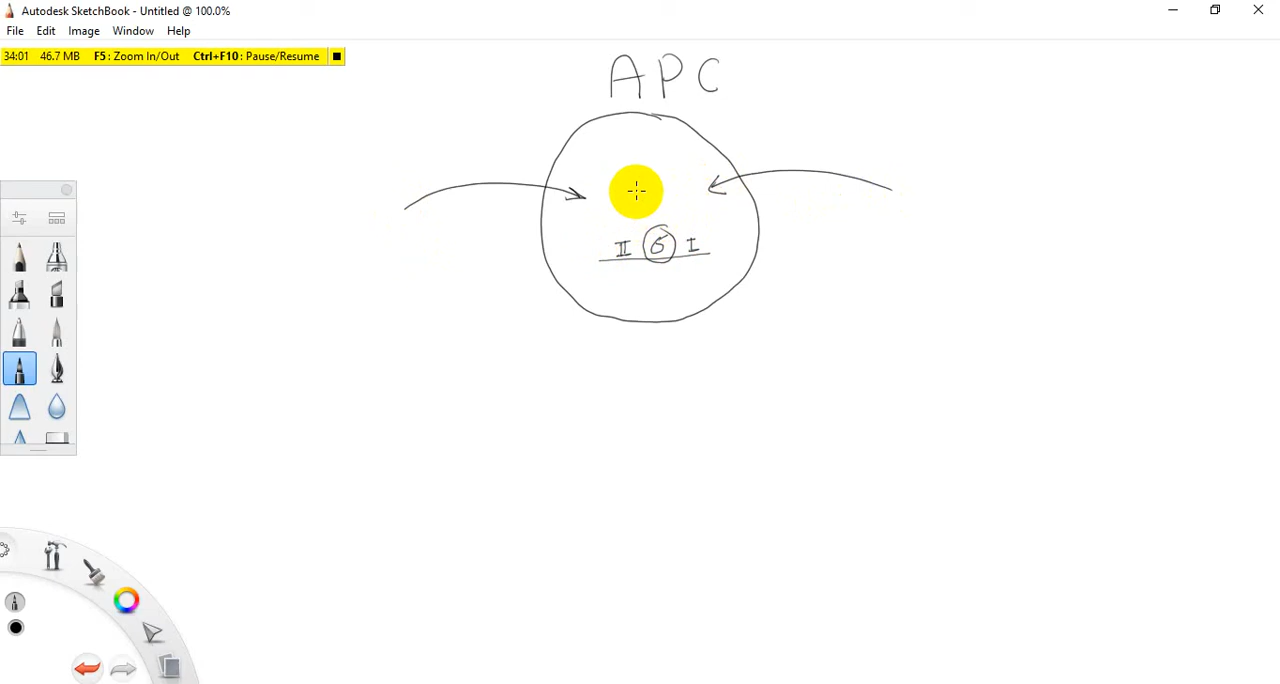 Autodesk SketchBook - Untitled @ 100.0%
File Edit Image Window Help
34:01 46.7 MB F5: Zoom In/Out Ctrl+F10: Pause/Resume
APC
II 6 I